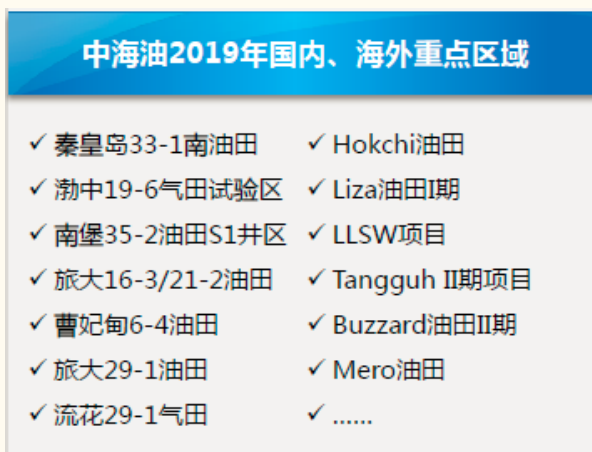 中海油2019年国内、海外重点区域
✓ 秦皇岛33-1南油田
✓ 渤中19-6气田试验区
✓ 南堡35-2油田S1井区
✓ 旅大16-3/21-2油田
✓ 曹妃甸6-4油田
✓ 旅大29-1油田
✓ 流花29-1气田
✓ Hokchi油田
✓ Liza油田I期
✓ LLSW项目
✓ Tangguh II期项目
✓ Buzzard油田II期
✓ Mero油田
✓ ……